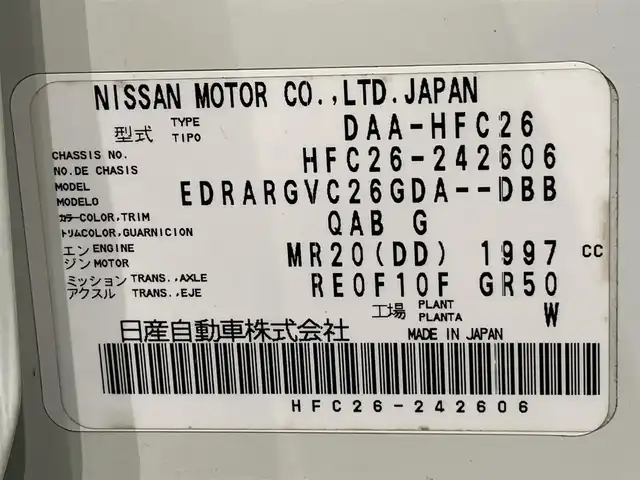 NISSAN MOTOR CO.,LTD.JAPAN
型式 TYPE TIPO DAA-HFC26
CHASSIS NO. NO.DE CHASIS HFC26-242606
MODEL MODELO EDRARGVC26GDA--DBB
カラーCOLOR,TRIM トリムCOLOR,GUARNICION QAB G
エンジン ENGINE MOTOR MR20(DD) 1997 CC
ミッション TRANS.,AXLE アクスル TRANS.,EJE RE0F10F GR50
工場 PLANT PLANTA W
日産自動車株式会社 MADE IN JAPAN
HFC26-242606